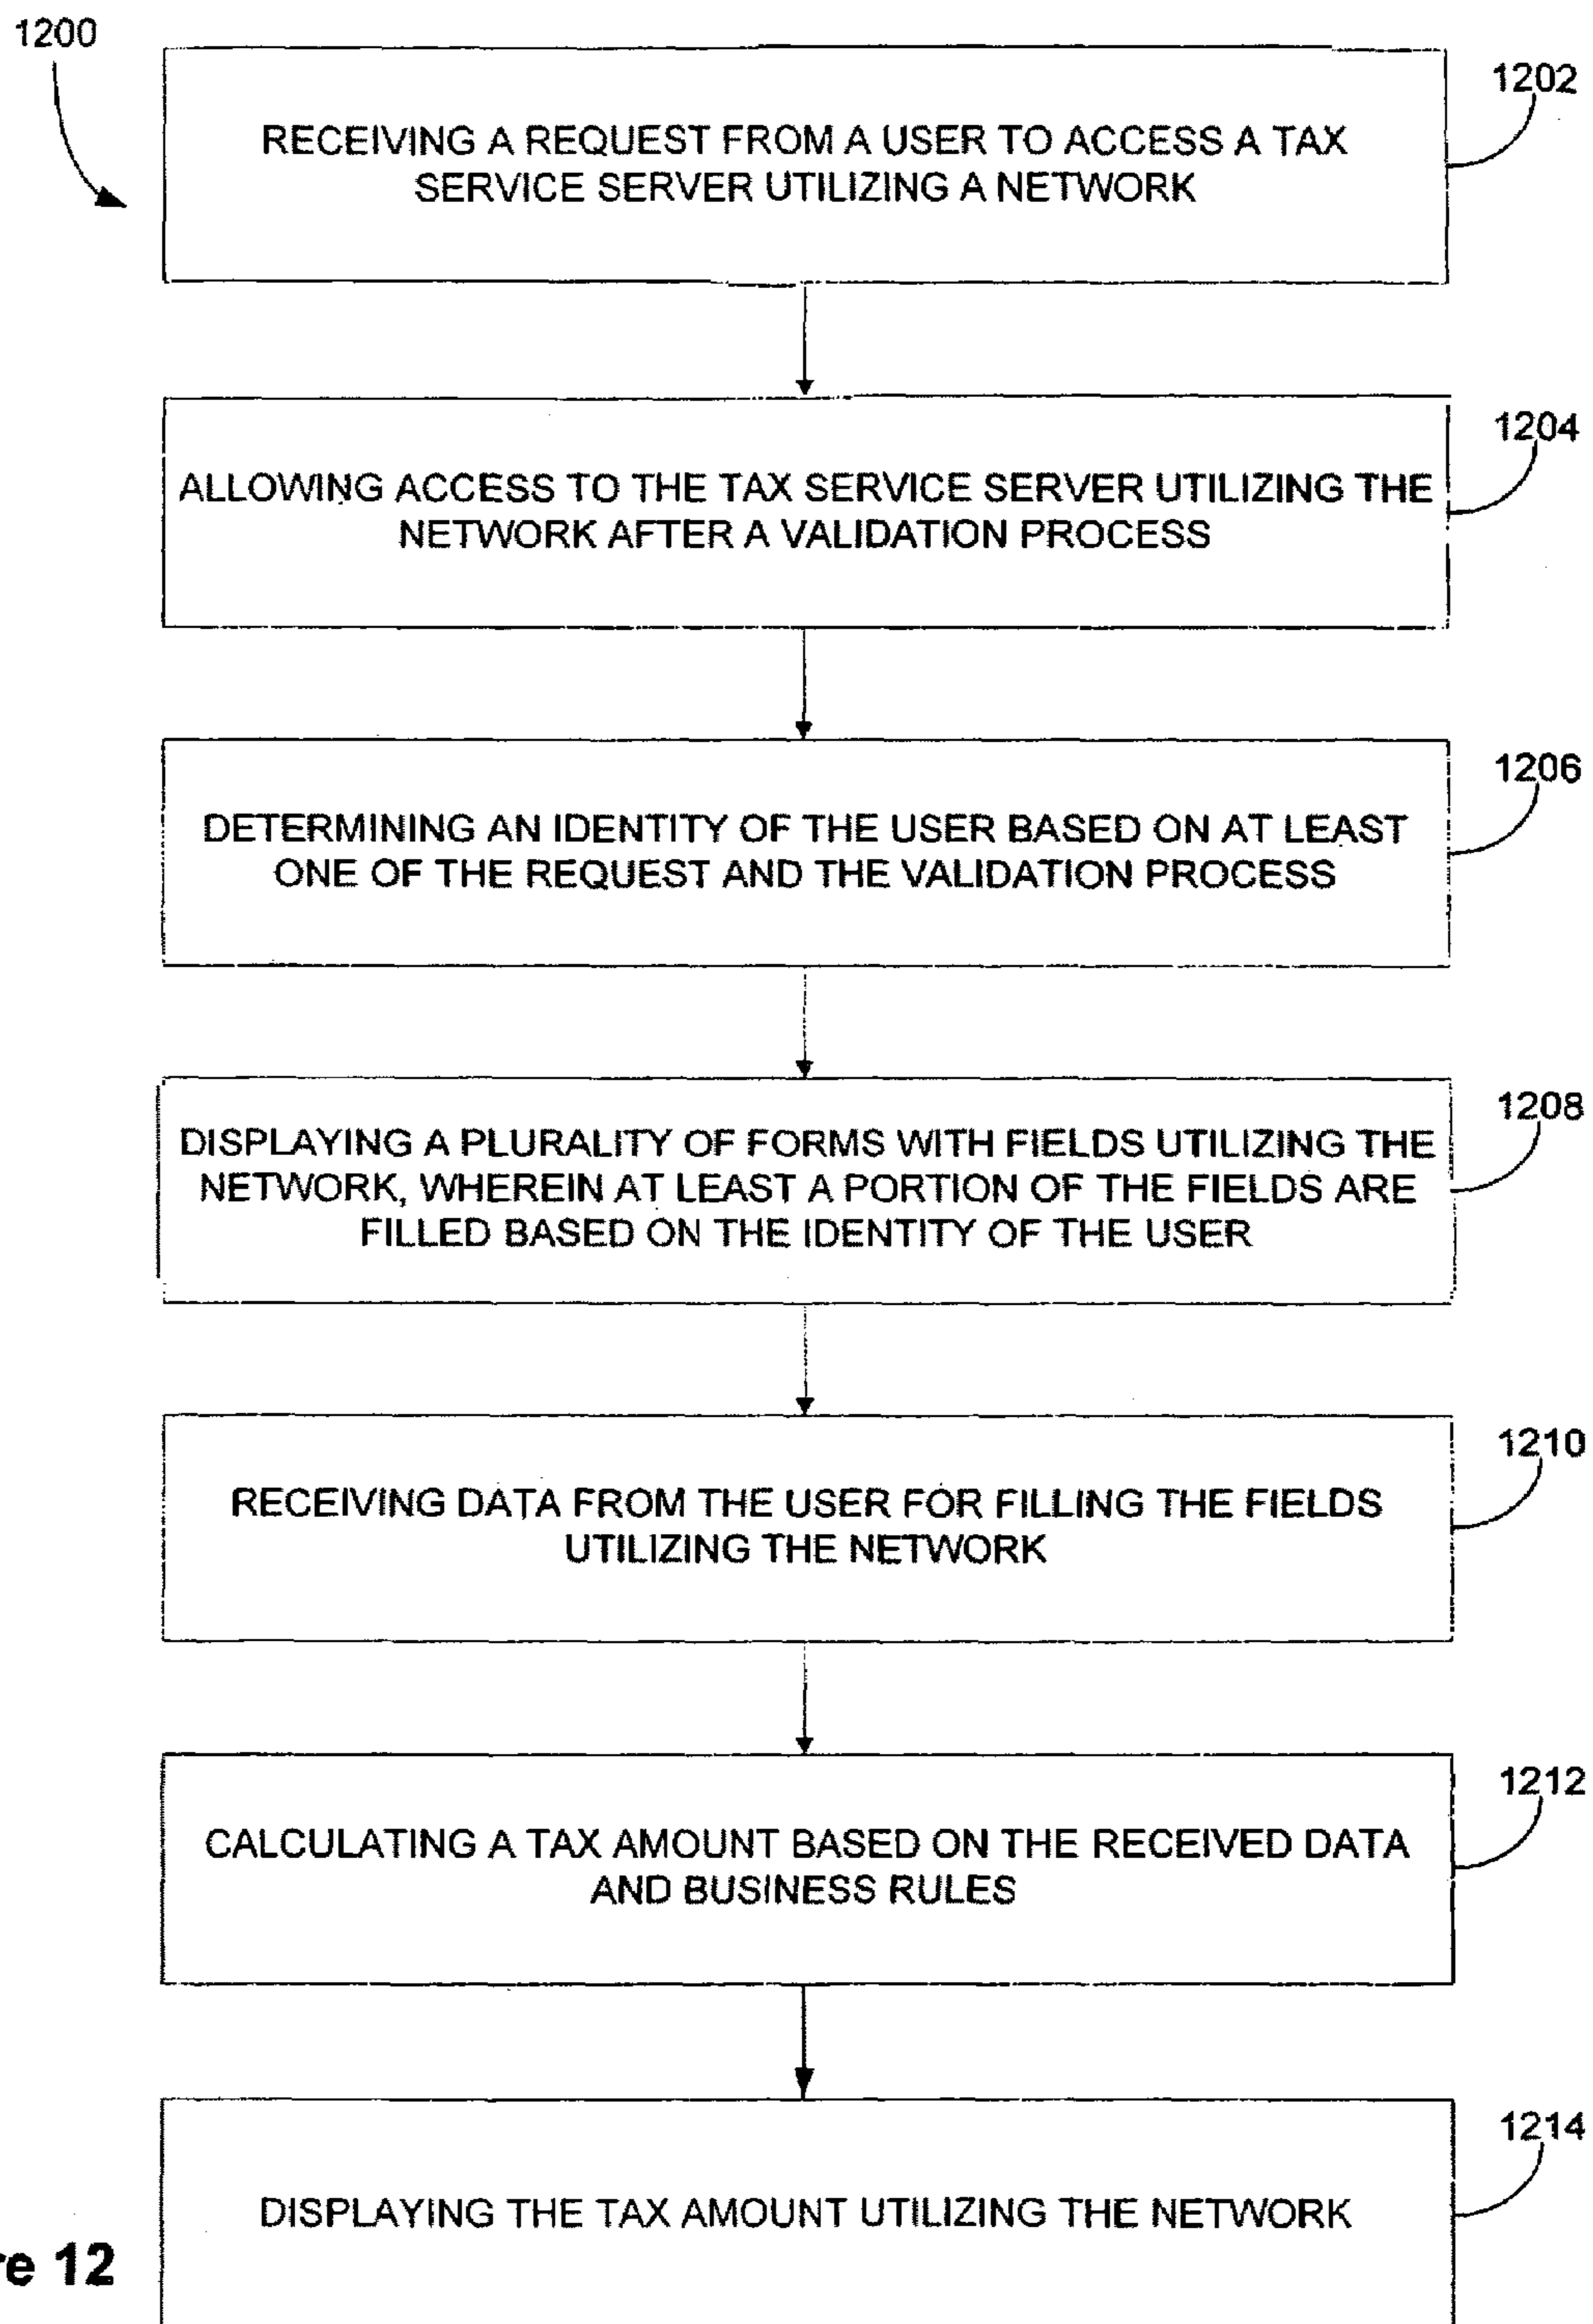 1200
1202
RECEIVING A REQUEST FROM A USER TO ACCESS A TAX
SERVICE SERVER UTILIZING A NETWORK
1204
ALLOWING ACCESS TO THE TAX SERVICE SERVER UTILIZING THE
NETWORK AFTER A VALIDATION PROCESS
1206
DETERMINING AN IDENTITY OF THE USER BASED ON AT LEAST
ONE OF THE REQUEST AND THE VALIDATION PROCESS
1208
DISPLAYING A PLURALITY OF FORMS WITH FIELDS UTILIZING THE
NETWORK, WHEREIN AT LEAST A PORTION OF THE FIELDS ARE
FILLED BASED ON THE IDENTITY OF THE USER
1210
RECEIVING DATA FROM THE USER FOR FILLING THE FIELDS
UTILIZING THE NETWORK
1212
CALCULATING A TAX AMOUNT BASED ON THE RECEIVED DATA
AND BUSINESS RULES
1214
DISPLAYING THE TAX AMOUNT UTILIZING THE NETWORK
re 12